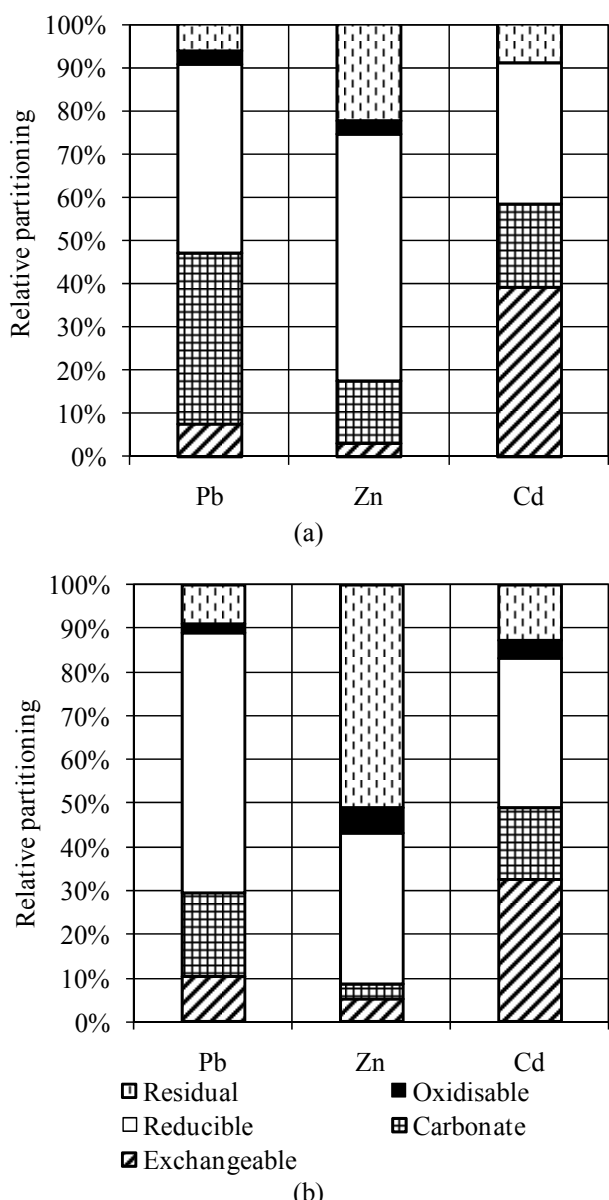 100%
90%
80%
70%
60%
50%
40%
30%
20%
10%
0%
Relative partitioning
Pb Zn Cd
(a)
100%
90%
80%
70%
60%
50%
40%
30%
20%
10%
0%
Relative partitioning
Pb Zn Cd
Residual Oxidisable
Reducible Carbonate
Exchangeable
(b)